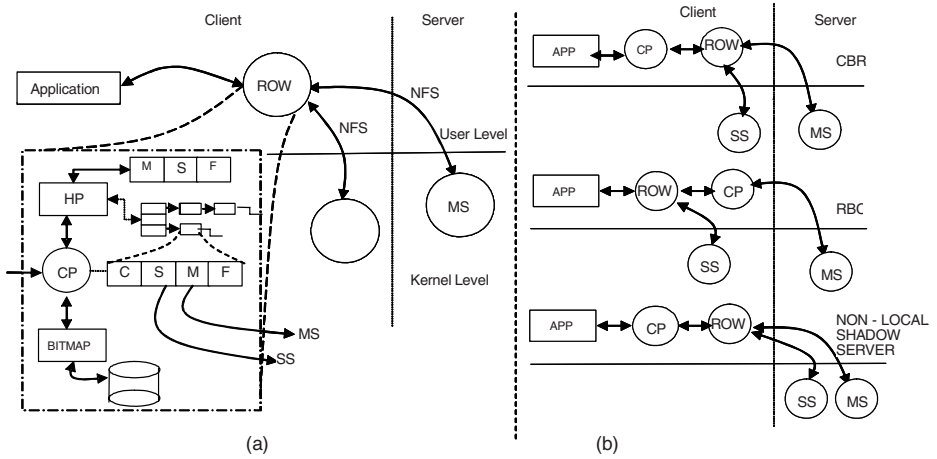 Client
Server
Application
ROW
NFS
NFS
User Level
M S F
HP
MS
CP
C S M F
Kernel Level
BITMAP
MS
SS
(a)
Client
Server
APP
CP
ROW
CBR
SS
MS
APP
ROW
CP
RBC
SS
MS
APP
CP
ROW
NON - LOCAL
SHADOW
SERVER
SS
MS
(b)